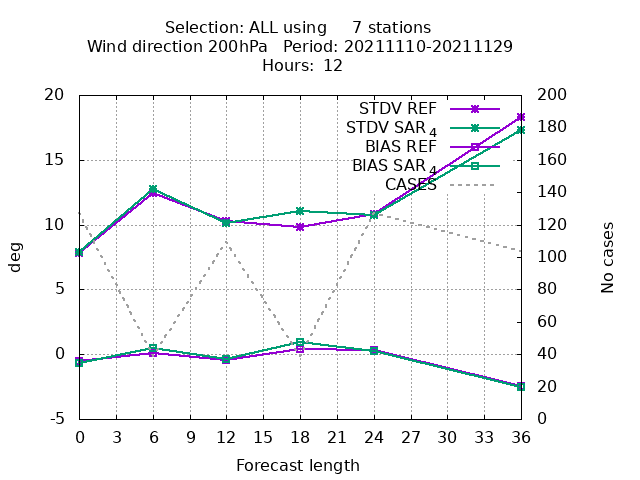 Selection: ALL using 7 stations
Wind direction 200hPa Period: 20211110-20211129
Hours: 12
STDV REF
STDV SAR 4
BIAS REF
BIAS SAR 4
CASES
20
15
10
5
0
-5
deg
200
180
160
140
120
100
80
60
40
20
0
No cases
0 3 6 9 12 15 18 21 24 27 30 33 36
Forecast length